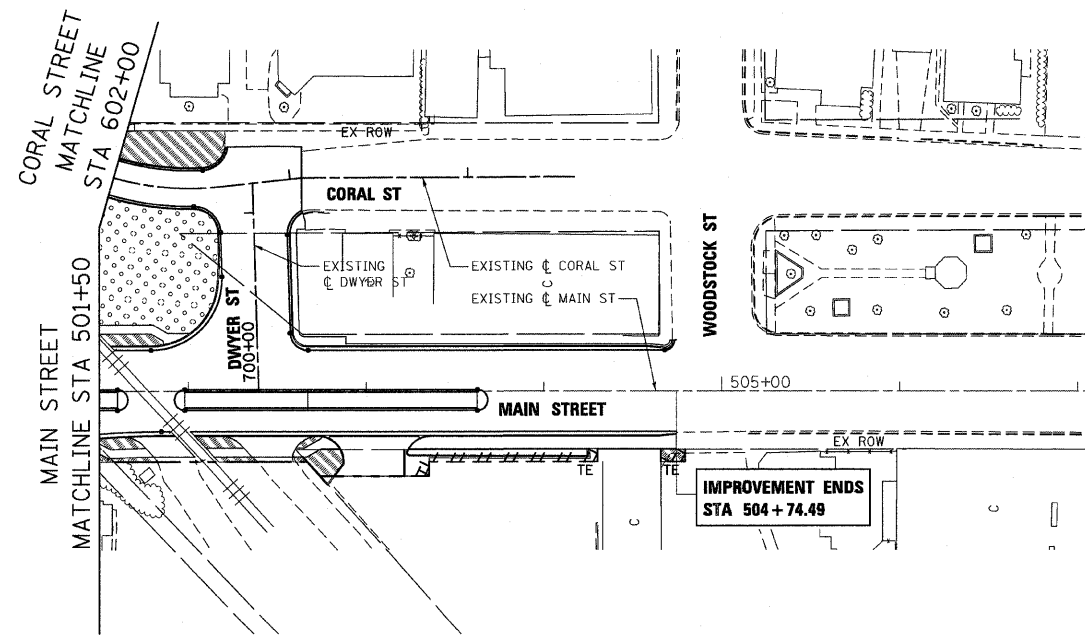 CORAL STREET
MATCHLINE
STA 602+00
EX ROW
CORAL ST
EXISTING
℄ DWYER ST
EXISTING ℄ CORAL ST
EXISTING ℄ MAIN ST
WOODSTOCK ST
DWYER ST
700+00
MAIN STREET
MATCHLINE STA 501+50
505+00
MAIN STREET
EX ROW
TE
TE
TE
IMPROVEMENT ENDS
STA 504+74.49
C
C
C